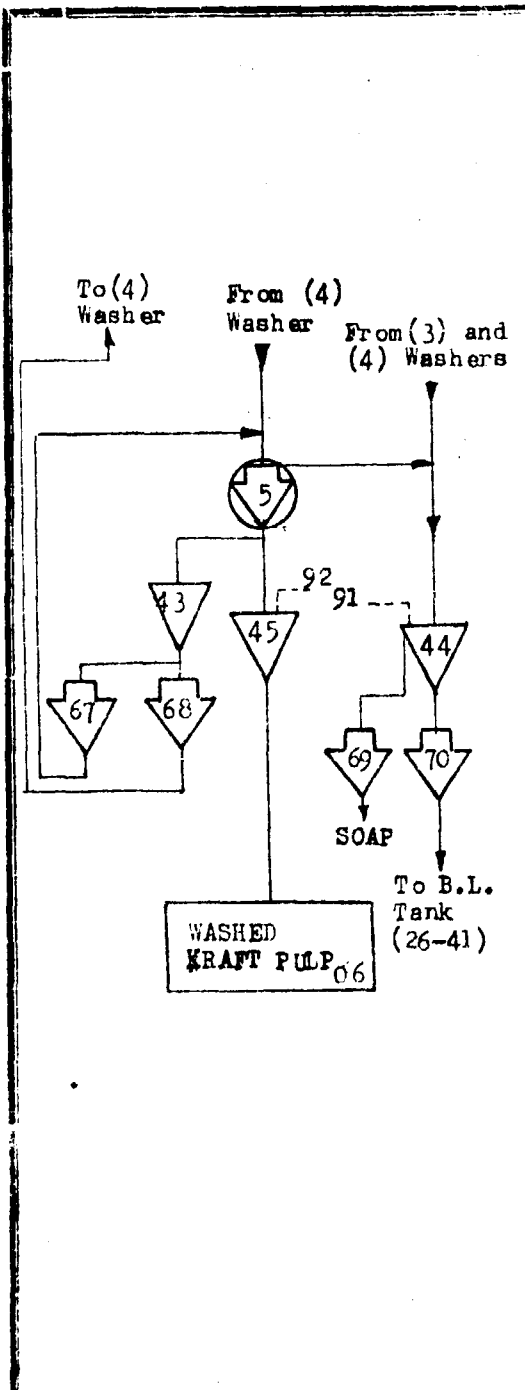 To(4)
Washer
From (4)
Washer
From(3) and
(4) Washers
5
43
45
92
91
44
67
68
69
70
SOAP
To B.L.
Tank
(26-41)
WASHED
KRAFT PULP 06